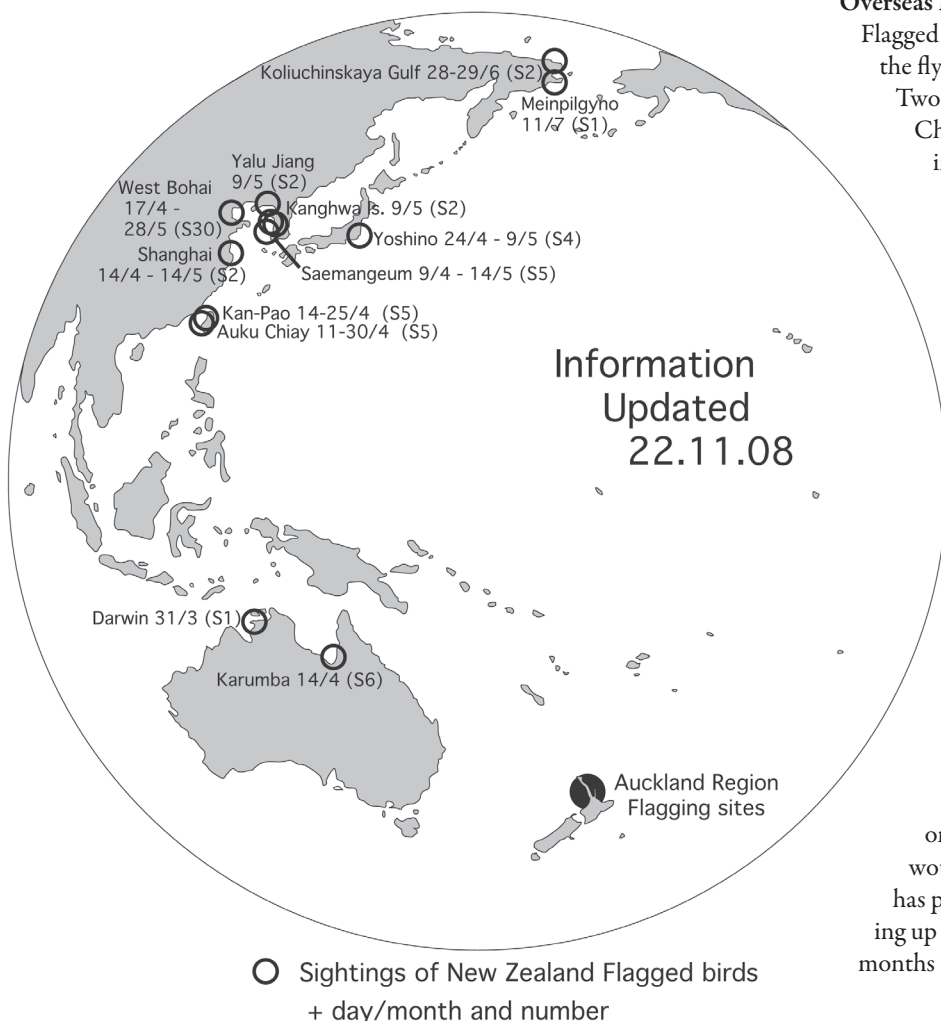 Overseas
Flagged
the fly
Two
Ch
in
Koliuchinskaya Gulf 28-29/6 (S2)
Meinpilgyno
11/7 (S1)
Yalu Jiang
9/5 (S2)
West Bohai
17/4 -
28/5 (S30)
Kanghwa Is. 9/5 (S2)
Yoshino 24/4 - 9/5 (S4)
Shanghai
14/4 - 14/5 (S2)
Saemangeum 9/4 - 14/5 (S5)
Kan-Pao 14-25/4 (S5)
Auku Chiay 11-30/4 (S5)
Information
Updated
22.11.08
Darwin 31/3 (S1)
Karumba 14/4 (S6)
Auckland Region
Flagging sites
or
wou
has p
ing up
months
Sightings of New Zealand Flagged birds
+ day/month and number